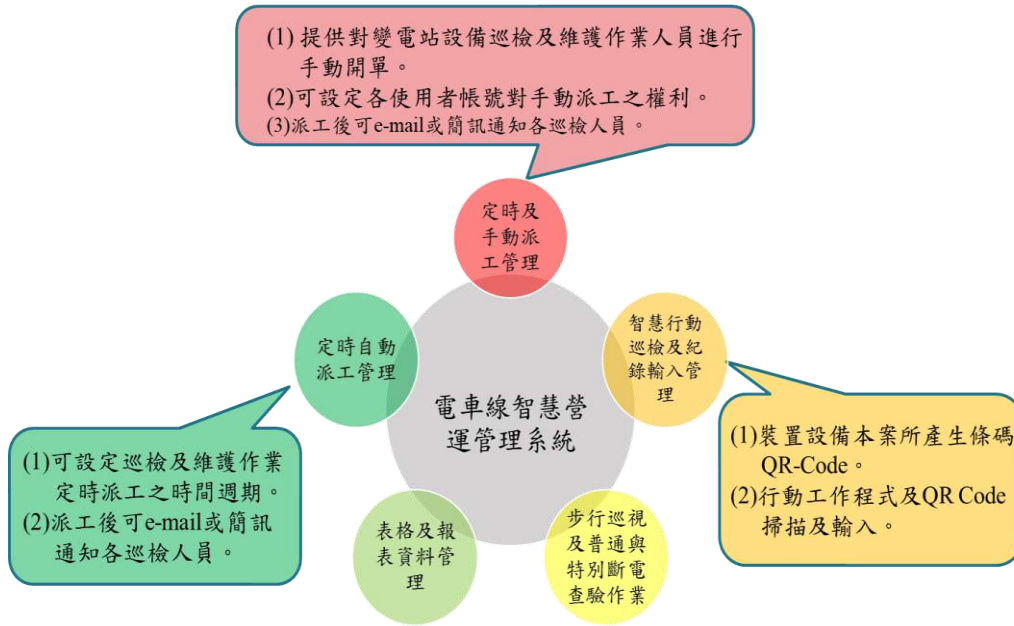 (1) 提供對變電站設備巡檢及維護作業人員進行
手動開單。
(2)可設定各使用者帳號對手動派工之權利。
(3)派工後可e-mail或簡訊通知各巡檢人員。
定時及
手動派
工管理
定時自動
派工管理
智慧行動
巡檢及紀
錄輸入管
理
電車線智慧營
運管理系統
(1)可設定巡檢及維護作業
定時派工之時間週期。
(2)派工後可e-mail或簡訊
通知各巡檢人員。
(1)裝置設備本案所產生條碼
QR-Code。
(2)行動工作程式及QR Code
掃描及輸入。
表格及報
表資料管
理
步行巡視
及普通與
特別斷電
查驗作業